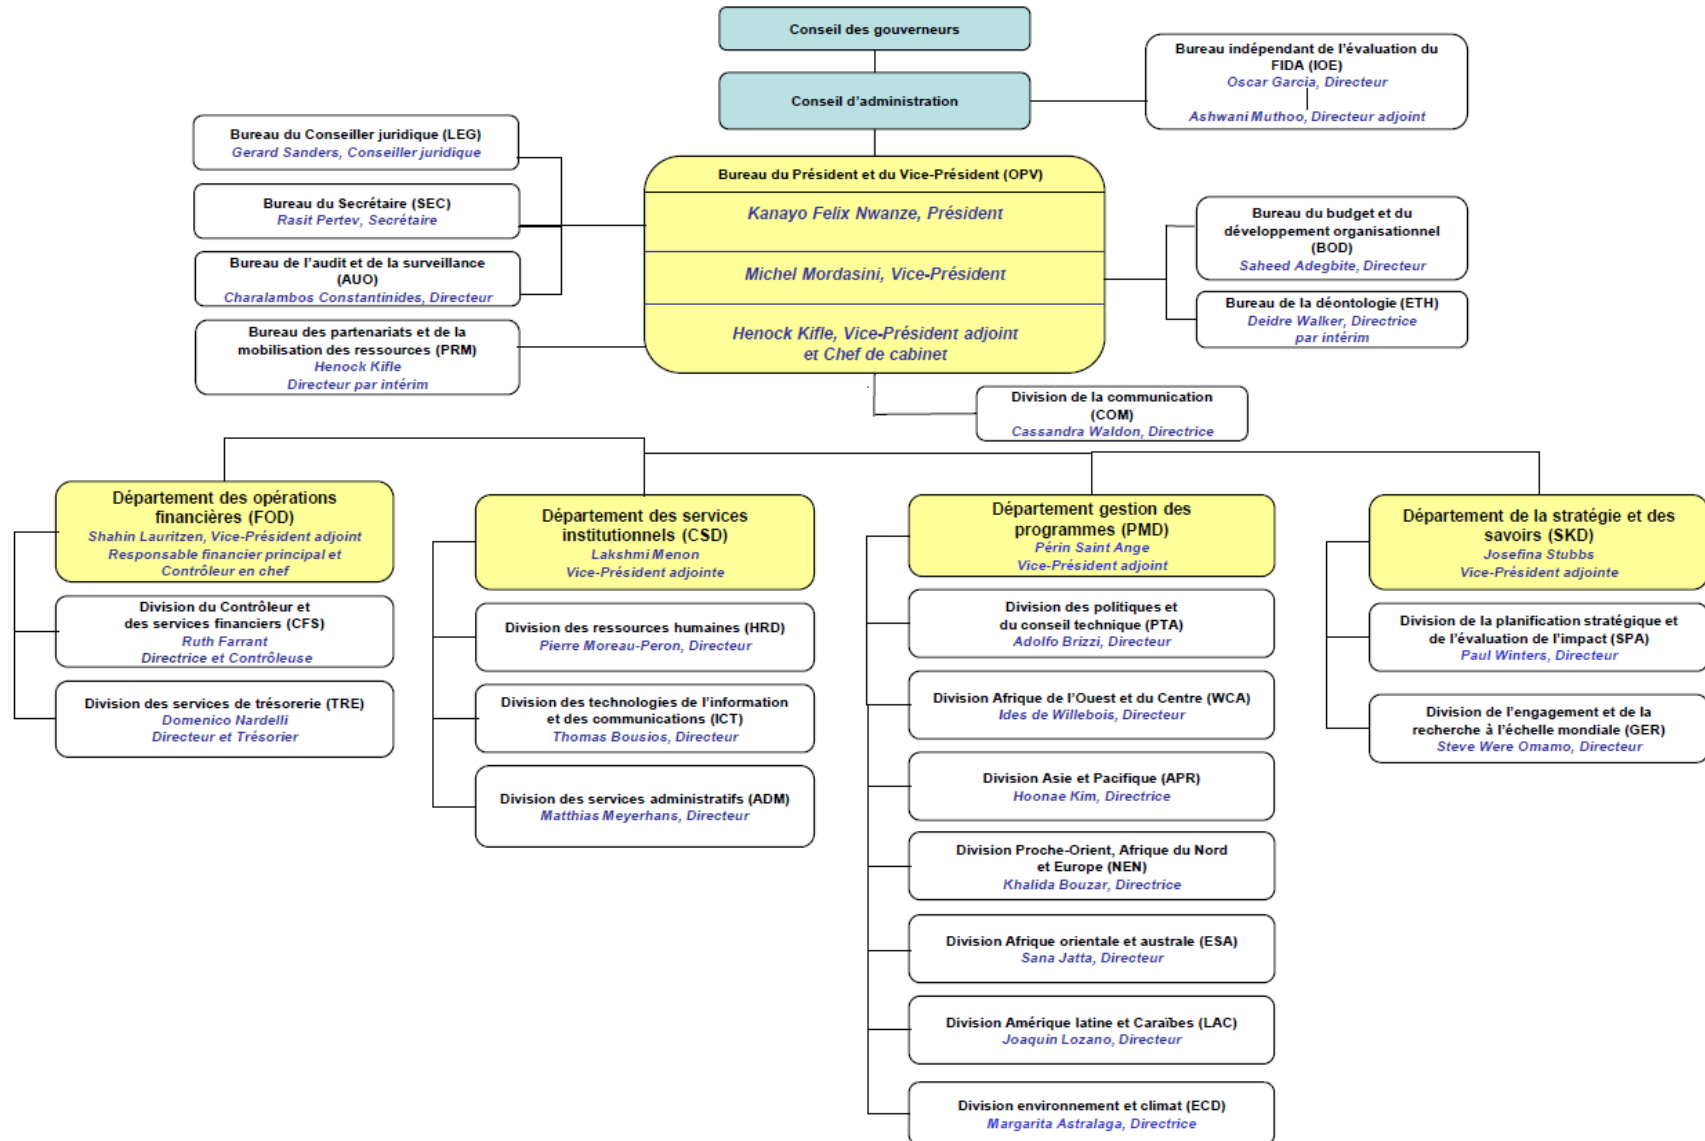 Conseil des gouverneurs
Conseil d'administration
Bureau indépendant de l'évaluation du
FIDA (IOE)
Oscar Garcia, Directeur
Ashwani Muthoo, Directeur adjoint
Bureau du Conseiller juridique (LEG)
Gerard Sanders, Conseiller juridique
Bureau du Secrétaire (SEC)
Rasit Pertev, Secrétaire
Bureau de l'audit et de la surveillance
(AUO)
Charalambos Constantinides, Directeur
Bureau des partenariats et de la
mobilisation des ressources (PRM)
Henock Kifle
Directeur par intérim
Bureau du Président et du Vice-Président (OPV)
Kanayo Felix Nwanze, Président
Michel Mordasini, Vice-Président
Henock Kifle, Vice-Président adjoint
et Chef de cabinet
Bureau du budget et du
développement organisationnel
(BOD)
Saheed Adegbite, Directeur
Bureau de la déontologie (ETH)
Deidre Walker, Directrice
par intérim
Division de la communication
(COM)
Cassandra Waldon, Directrice
Département des opérations
financières (FOD)
Shahin Lauritzen, Vice-Président adjoint
Responsable financier principal et
Contrôleur en chef
Division du Contrôleur et
des services financiers (CFS)
Ruth Farrant
Directrice et Contrôleuse
Division des services de trésorerie (TRE)
Domenico Nardelli
Directeur et Trésorier
Département des services
institutionnels (CSD)
Lakshmi Menon
Vice-Président adjointe
Division des ressources humaines (HRD)
Pierre Moreau-Peron, Directeur
Division des technologies de l'information
et des communications (ICT)
Thomas Bousios, Directeur
Division des services administratifs (ADM)
Matthias Meyerhans, Directeur
Département gestion des
programmes (PMD)
Périn Saint Ange
Vice-Président adjoint
Division des politiques et
du conseil technique (PTA)
Adolfo Brizzi, Directeur
Division Afrique de l'Ouest et du Centre (WCA)
Ides de Willebois, Directeur
Division Asie et Pacifique (APR)
Hoonae Kim, Directrice
Division Proche-Orient, Afrique du Nord
et Europe (NEN)
Khalida Bouzar, Directrice
Division Afrique orientale et australe (ESA)
Sana Jatta, Directeur
Division Amérique latine et Caraïbes (LAC)
Joaquin Lozano, Directeur
Division environnement et climat (ECD)
Margarita Astralaga, Directrice
Département de la stratégie et des
savoirs (SKD)
Josefina Stubbs
Vice-Président adjointe
Division de la planification stratégique et
de l'évaluation de l'impact (SPA)
Paul Winters, Directeur
Division de l'engagement et de la
recherche à l'échelle mondiale (GER)
Steve Were Omamo, Directeur